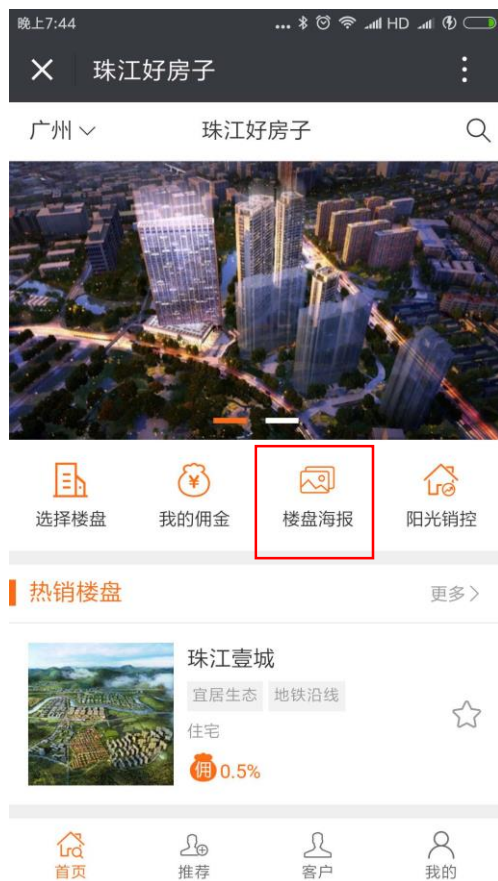 晚上7:44
... HD
珠江好房子
广州 珠江好房子
选择楼盘 我的佣金 楼盘海报 阳光销控
热销楼盘 更多
珠江壹城
宜居生态 地铁沿线
住宅
佣 0.5%
首页 推荐 客户 我的